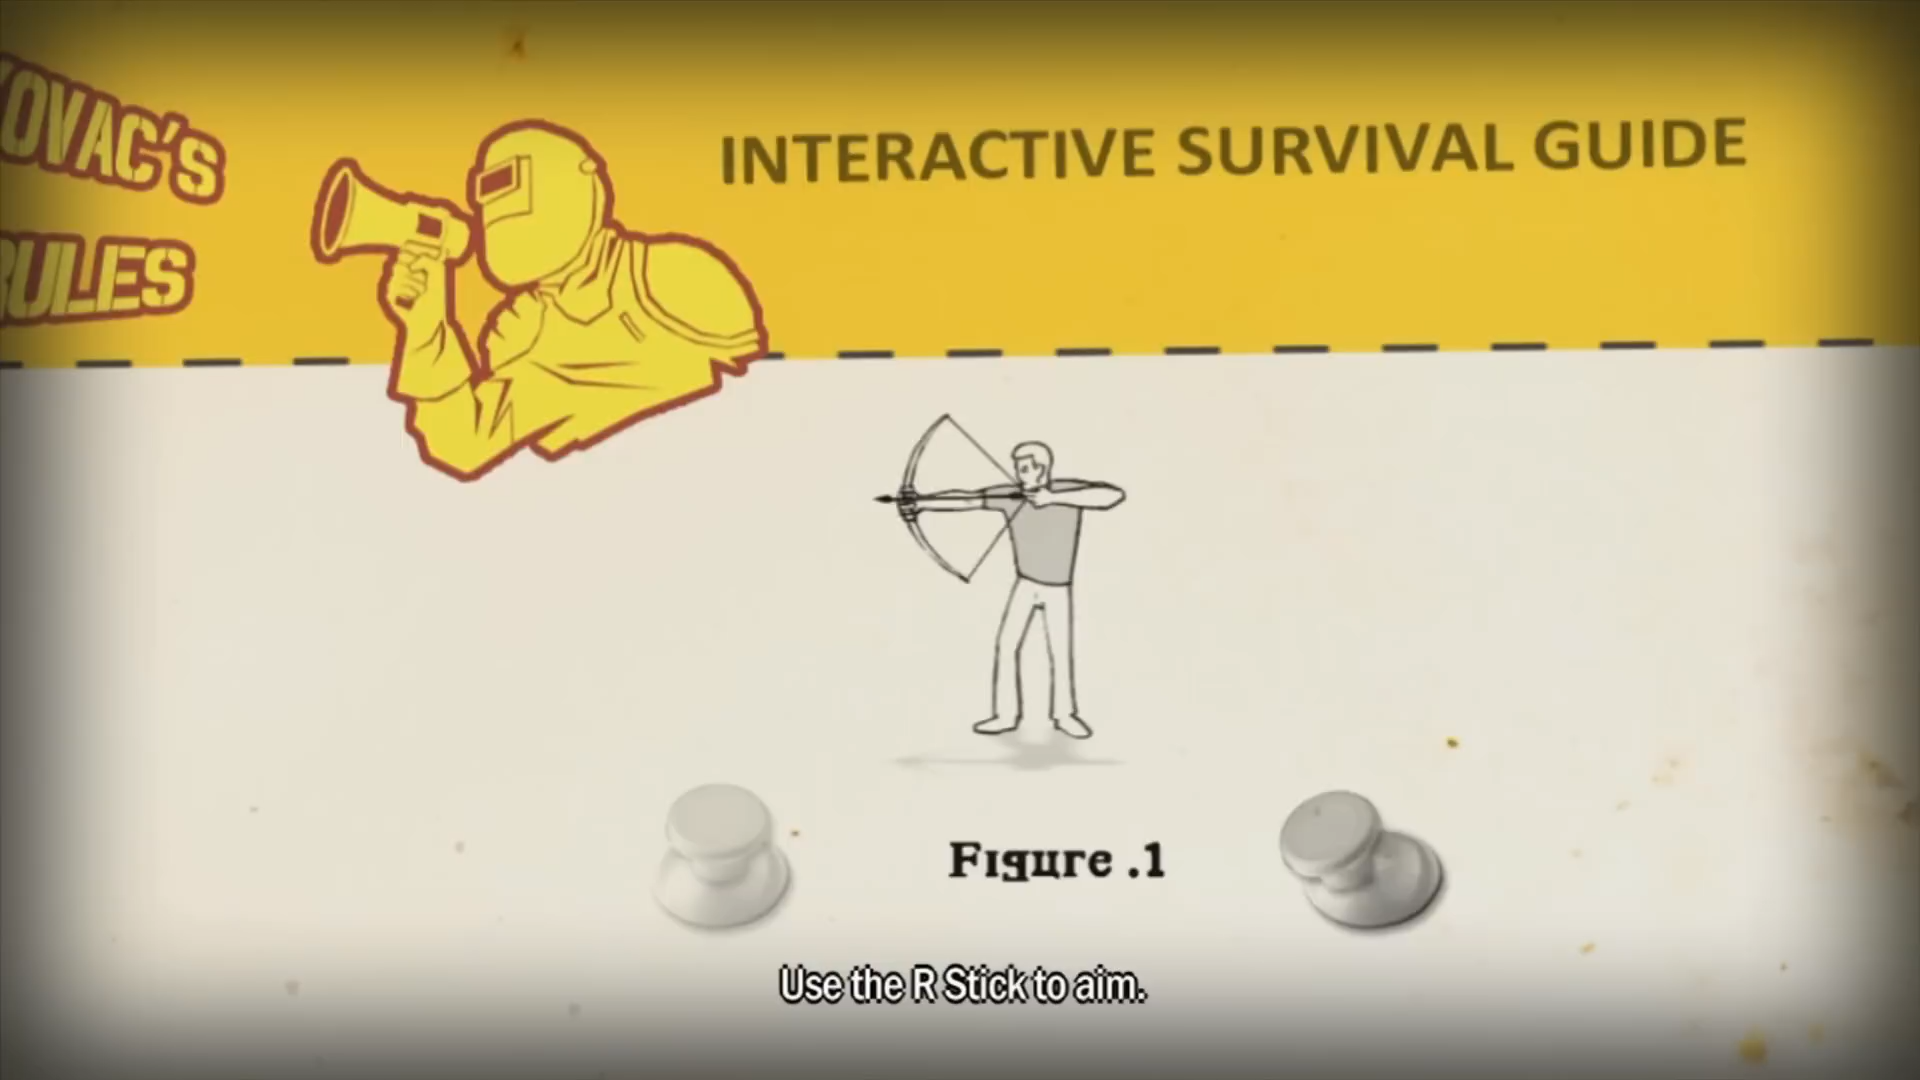 OVAC'S
RULES
INTERACTIVE SURVIVAL GUIDE
Figure .1
Use the R Stick to aim.